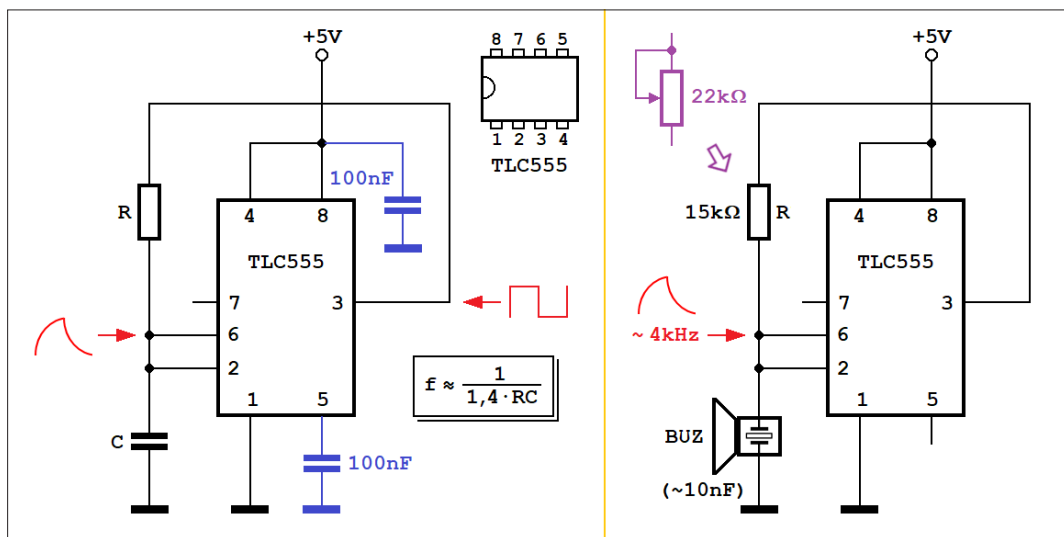 +5V
8 7 6 5
1 2 3 4
TLC555
100nF
R
4 8
TLC555
7 3
6
2
1 5
f ≈ 1
1,4·RC
C
100nF
+5V
22kΩ
15kΩ R
4 8
TLC555
7 3
~ 4kHz
6
2
1 5
BUZ
(~10nF)